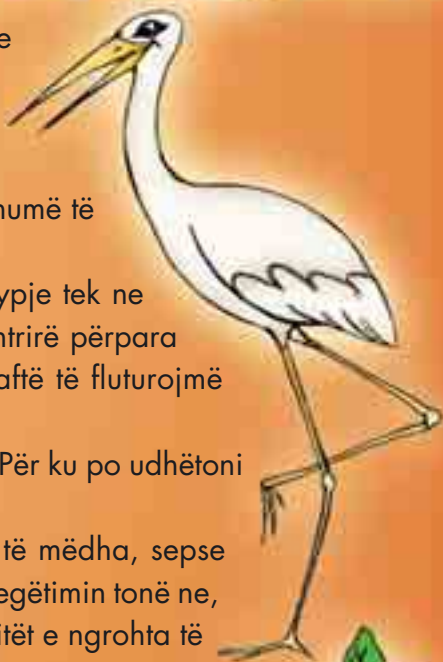 e
humë të
ypje tek ne
htrirë përpara
aftë të fluturojmë
Për ku po udhëtoni
të mëdha, sepse
egëtimin tonë ne,
itët e ngrohta të